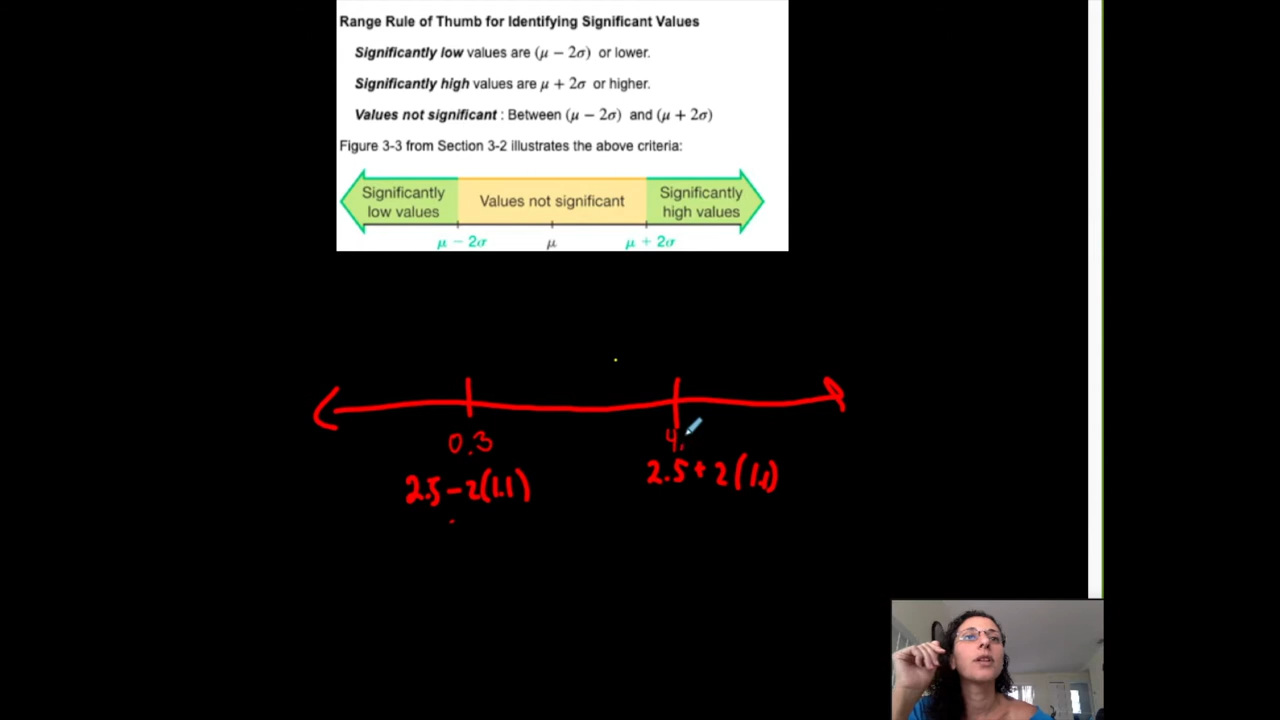 Range Rule of Thumb for Identifying Significant Values
Significantly low values are (μ − 2σ) or lower.
Significantly high values are μ + 2σ or higher.
Values not significant : Between (μ − 2σ) and (μ + 2σ)
Figure 3-3 from Section 3-2 illustrates the above criteria:
Significantly low values
Values not significant
Significantly high values
μ − 2σ μ μ + 2σ
0.3 4.
2.5 − 2(1.1) 2.5 + 2(1.1)